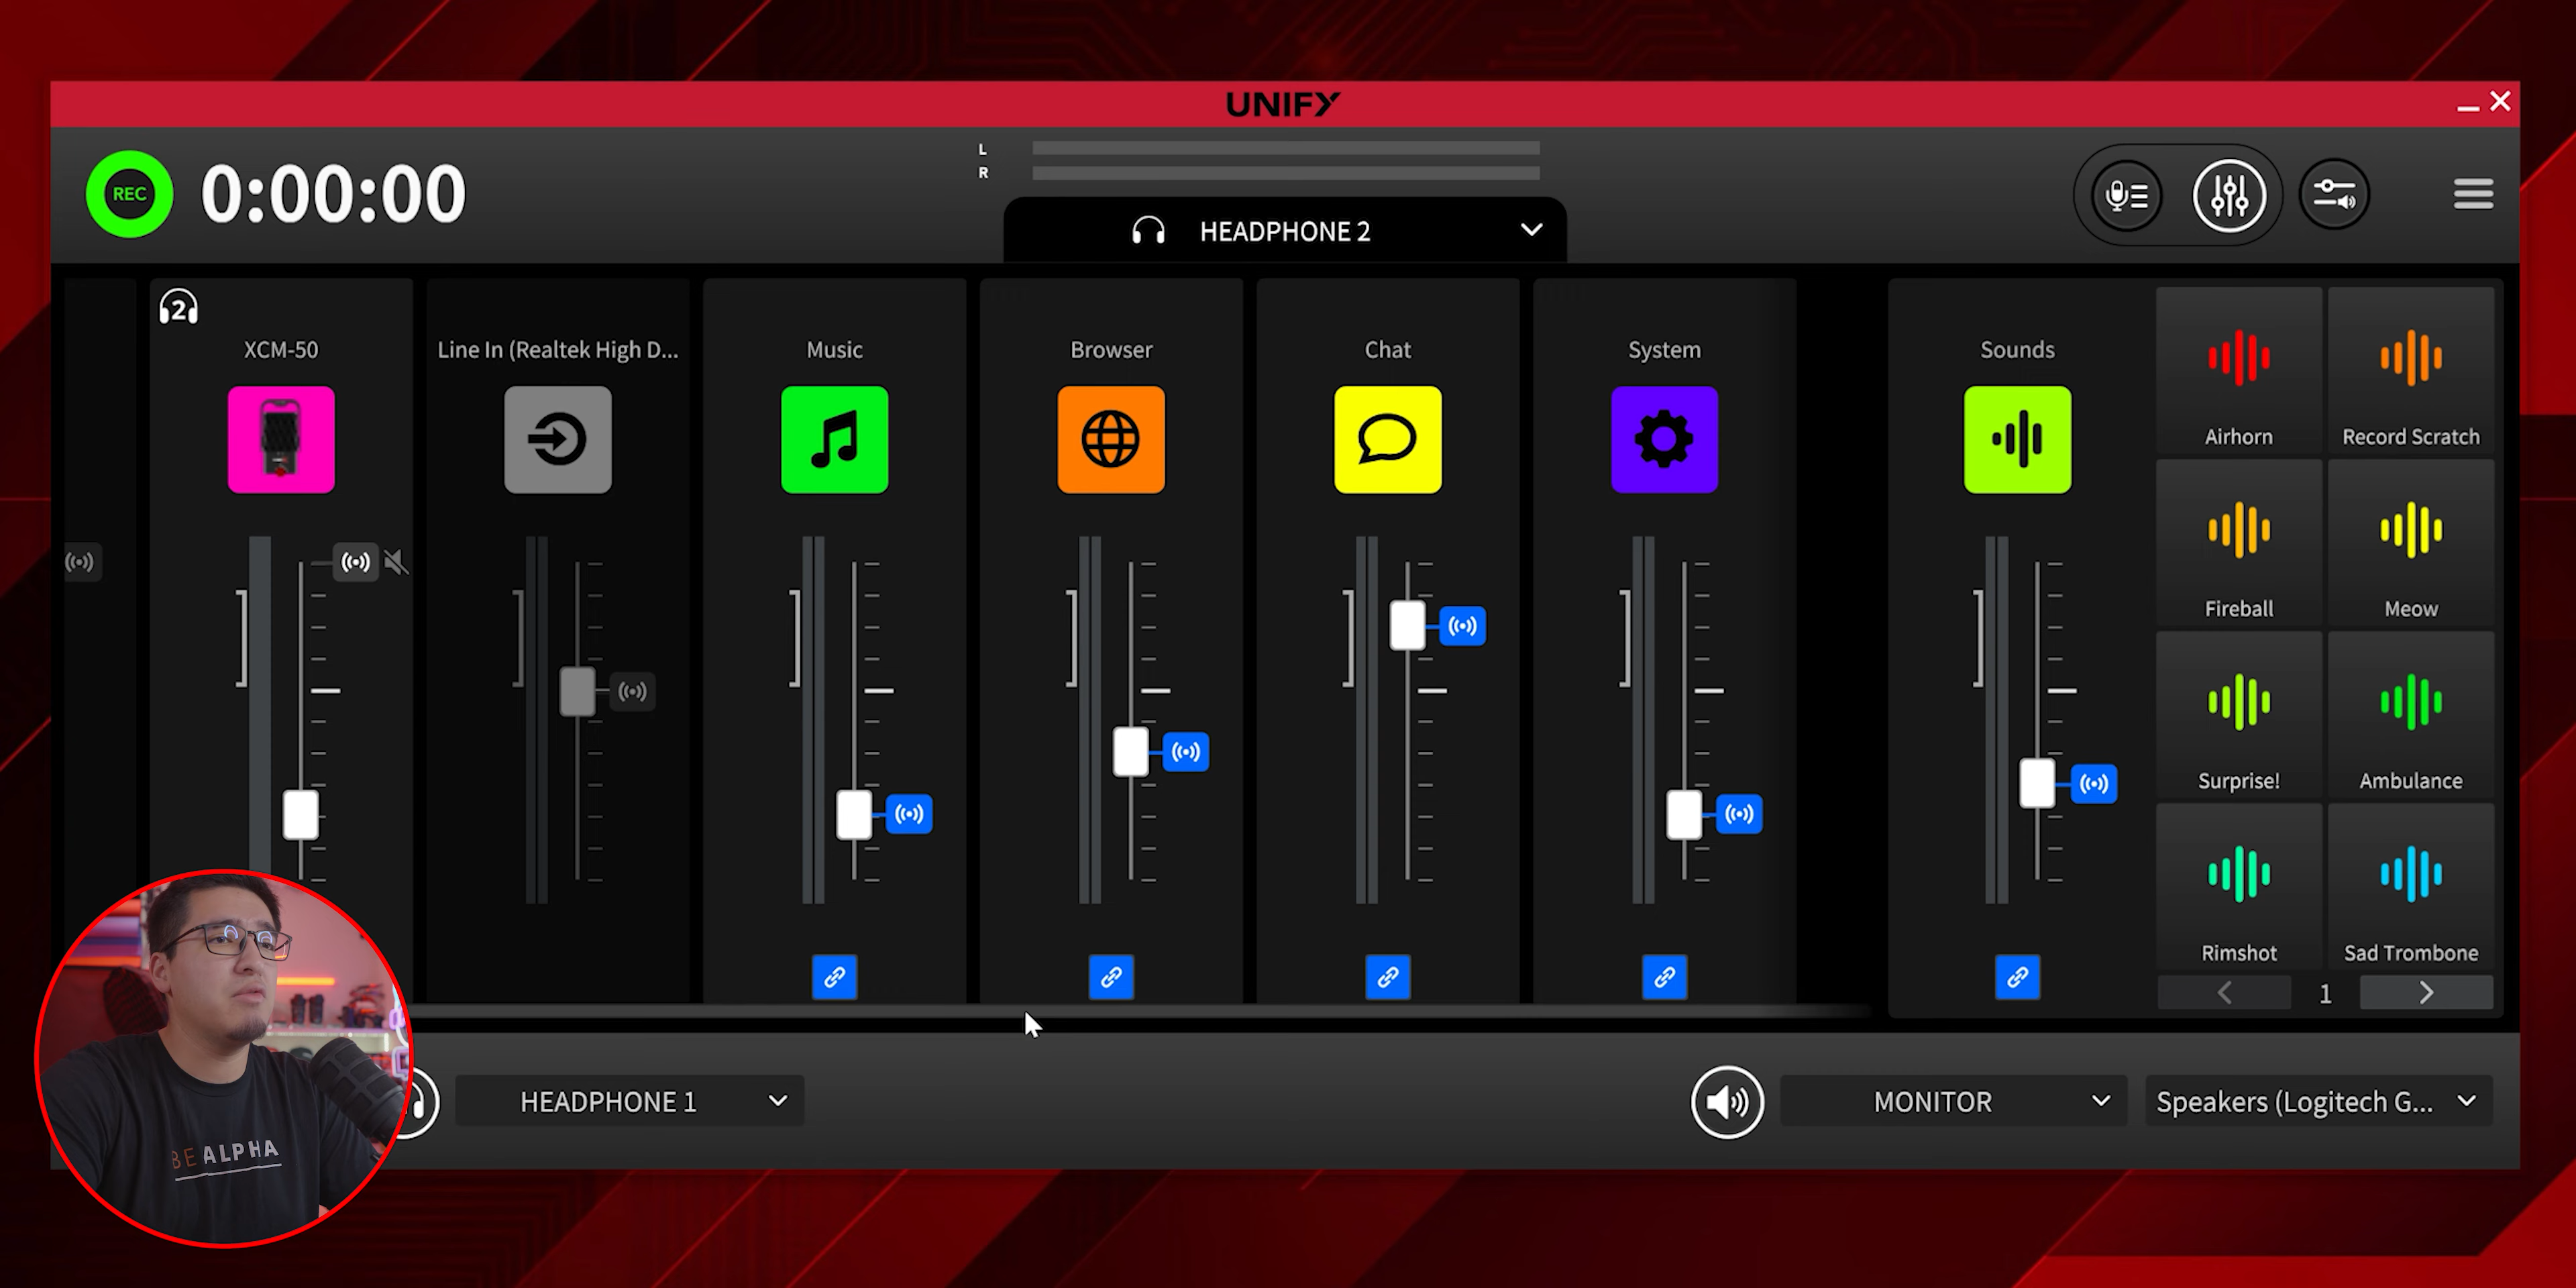 UNIFY
REC
0:00:00
L
R
HEADPHONE 2
2
XCM-50
Line In (Realtek High D...
Music
Browser
Chat
System
Sounds
Airhorn
Record Scratch
Fireball
Meow
Surprise!
Ambulance
Rimshot
Sad Trombone
1
HEADPHONE 1
MONITOR
Speakers (Logitech G...
BE ALPHA